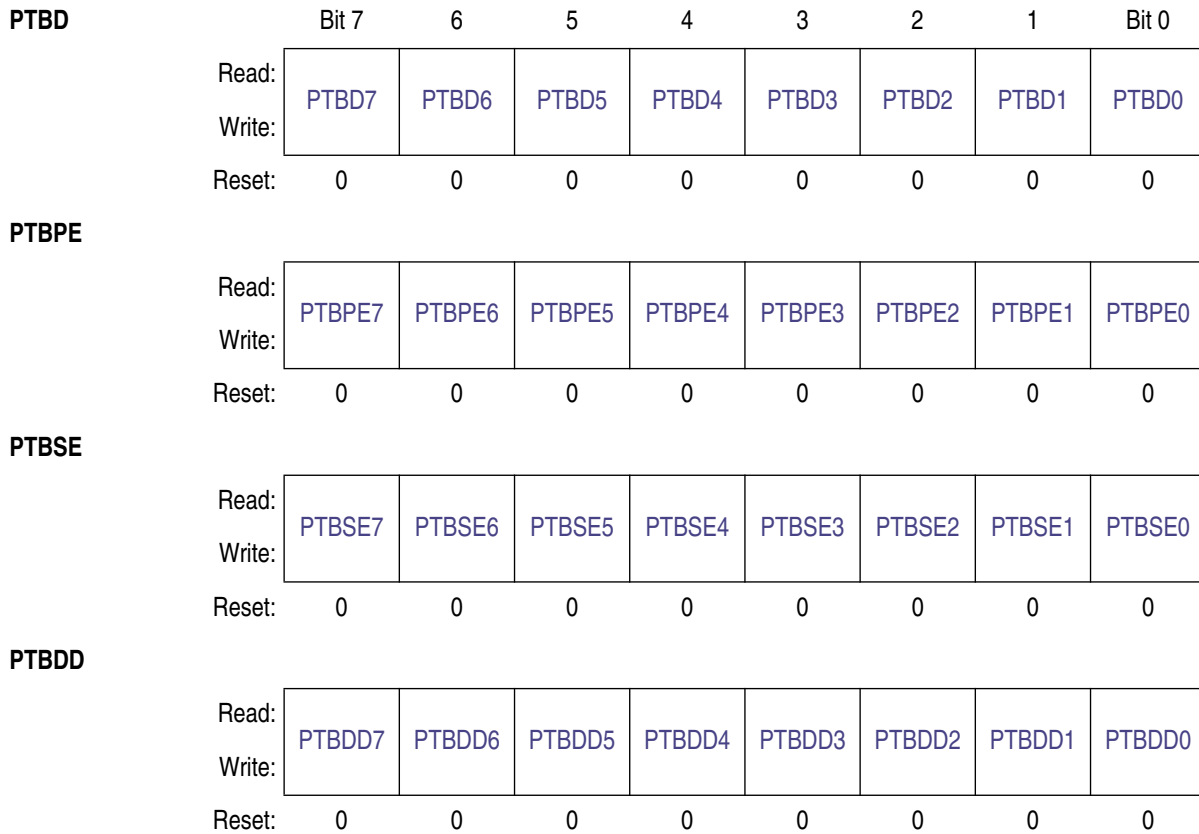 PTBD Bit 7 6 5 4 3 2 1 Bit 0
Read:
PTBD7 PTBD6 PTBD5 PTBD4 PTBD3 PTBD2 PTBD1 PTBD0
Write:
Reset: 0 0 0 0 0 0 0 0
PTBPE
Read:
PTBPE7 PTBPE6 PTBPE5 PTBPE4 PTBPE3 PTBPE2 PTBPE1 PTBPE0
Write:
Reset: 0 0 0 0 0 0 0 0
PTBSE
Read:
PTBSE7 PTBSE6 PTBSE5 PTBSE4 PTBSE3 PTBSE2 PTBSE1 PTBSE0
Write:
Reset: 0 0 0 0 0 0 0 0
PTBDD
Read:
PTBDD7 PTBDD6 PTBDD5 PTBDD4 PTBDD3 PTBDD2 PTBDD1 PTBDD0
Write:
Reset: 0 0 0 0 0 0 0 0